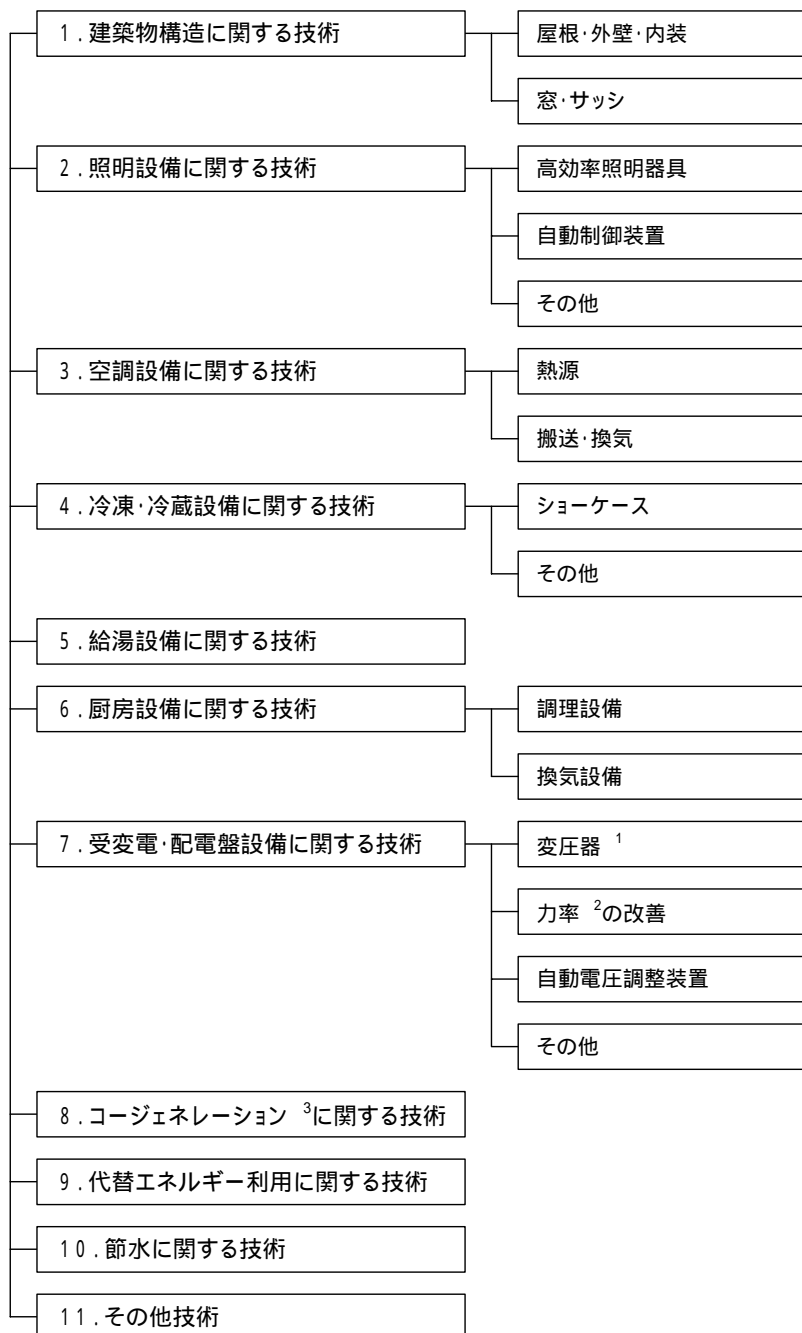 1.建築物構造に関する技術
屋根・外壁・内装
窓・サッシ
2.照明設備に関する技術
高効率照明器具
自動制御装置
その他
3.空調設備に関する技術
熱源
搬送・換気
4.冷凍・冷蔵設備に関する技術
ショーケース
その他
5.給湯設備に関する技術
6.厨房設備に関する技術
調理設備
換気設備
7.受変電・配電盤設備に関する技術
変圧器 1
力率 2の改善
自動電圧調整装置
その他
8.コージェネレーション 3に関する技術
9.代替エネルギー利用に関する技術
10.節水に関する技術
11.その他技術